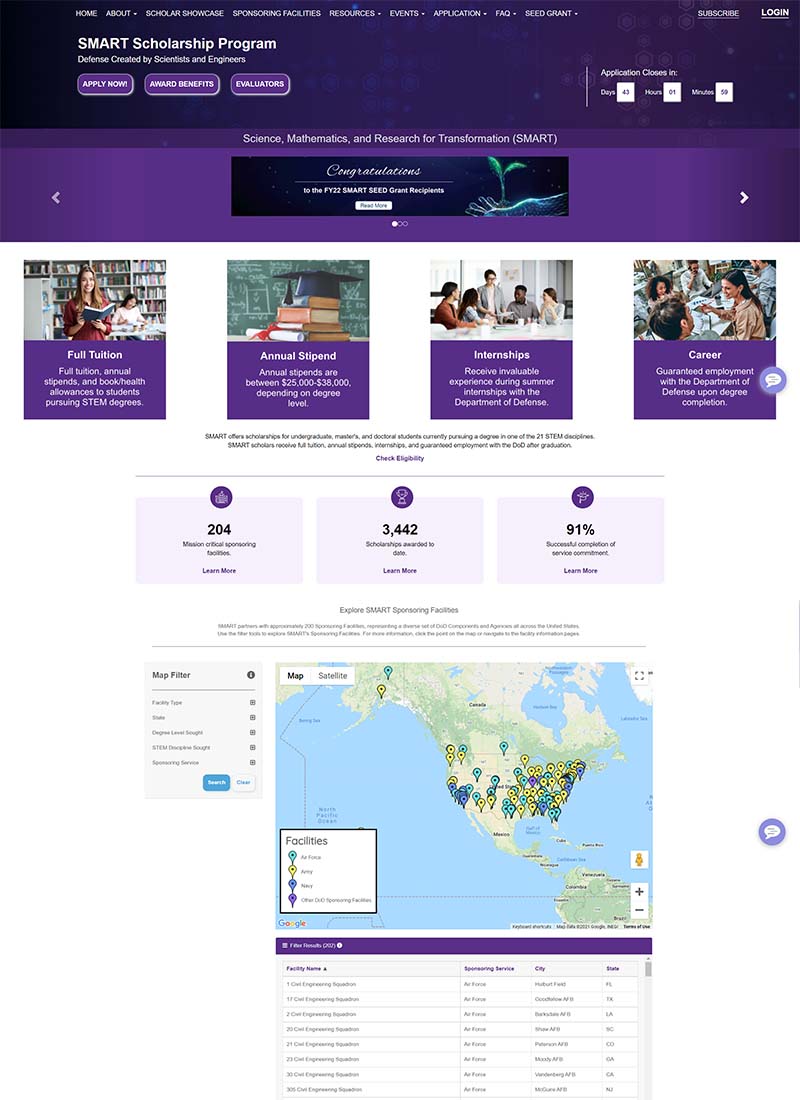 HOME ABOUT SCHOLAR SHOWCASE SPONSORING FACILITIES RESOURCES EVENTS APPLICATION FAQ SEED GRANT SUBSCRIBE LOGIN
SMART Scholarship Program
Defense Created by Scientists and Engineers
APPLY NOW! AWARD BENEFITS EVALUATORS
Application Closes in:
Days 43 Hours 01 Minutes 59
Science, Mathematics, and Research for Transformation (SMART)
Congratulations
to the FY22 SMART SEED Grant Recipients
Read More
Full Tuition
Full tuition, annual
stipends, and book/health
allowances to students
pursuing STEM degrees.
Annual Stipend
Annual stipends are
between $25,000-$38,000,
depending on degree
level.
Internships
Receive invaluable
experience during summer
internships with the
Department of Defense.
Career
Guaranteed employment
with the Department of
Defense upon degree
completion.
SMART offers scholarships for undergraduate, master's, and doctoral students currently pursuing a degree in one of the 21 STEM disciplines.
SMART scholars receive full tuition, annual stipends, internships, and guaranteed employment with the DoD after graduation.
Check Eligibility
204
Mission critical sponsoring
facilities.
Learn More
3,442
Scholarships awarded to
date.
Learn More
91%
Successful completion of
service commitment.
Learn More
Explore SMART Sponsoring Facilities
SMART partners with approximately 200 Sponsoring Facilities, representing a diverse set of DoD Components and Agencies all across the United States.
Use the filter tools to explore SMART's Sponsoring Facilities. For more information, click the point on the map or navigate to the facility information pages
Map Filter
Facility Type
State
Degree Level Sought
STEM Discipline Sought
Sponsoring Service
Search Clear
Map Satellite
Northwestern
Passages
Canada
Hudson Bay
Bering Sea
Labrador Sea
North
Pacific
Ocean
Mexico
Gulf of
Mexico
Cuba
Puerto Rico
Guatemala
Caribbean Sea
Nicaragua
Venezuela
Guyana
Colombia
Suriname
Ecuador
Brazil
Facilities
Air Force
Army
Navy
Other DoD Sponsoring Facilities
Google
Keyboard shortcuts Map data ©2021 Google, INEGI Terms of Use
Filter Results (202)
Facility Name Sponsoring Service City State
1 Civil Engineering Squadron Air Force Hulburt Field FL
17 Civil Engineering Squadron Air Force Goodfellow AFB TX
2 Civil Engineering Squadron Air Force Barksdale AFB LA
20 Civil Engineering Squadron Air Force Shaw AFB SC
21 Civil Engineering Squadron Air Force Peterson AFB CO
23 Civil Engineering Squadron Air Force Moody AFB GA
30 Civil Engineering Squadron Air Force Vandenberg AFB CA
305 Civil Engineering Squadron Air Force McGuire AFB NJ